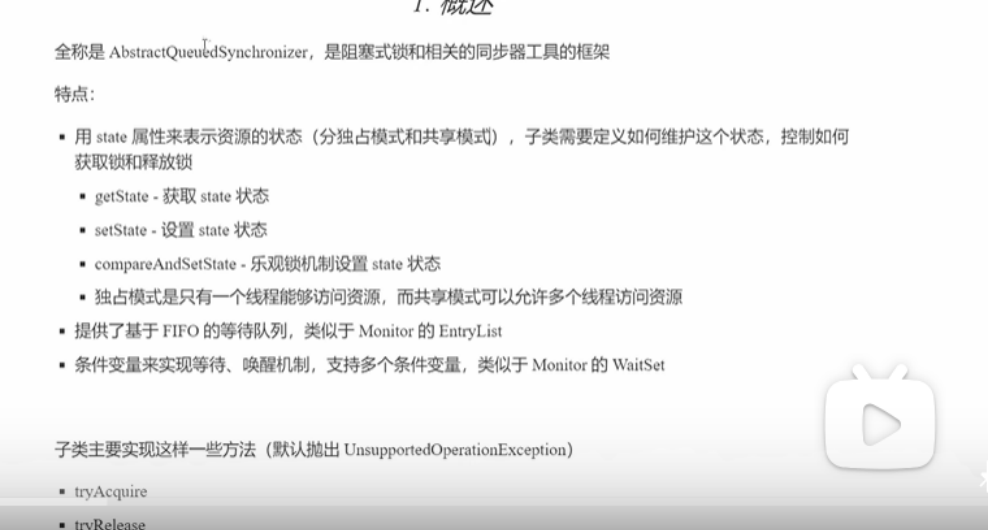 1. 概述
全称是 AbstractQueuedSynchronizer，是阻塞式锁和相关的同步器工具的框架
特点：
▪ 用 state 属性来表示资源的状态（分独占模式和共享模式），子类需要定义如何维护这个状态，控制如何
获取锁和释放锁
▪ getState - 获取 state 状态
▪ setState - 设置 state 状态
▪ compareAndSetState - 乐观锁机制设置 state 状态
▪ 独占模式是只有一个线程能够访问资源，而共享模式可以允许多个线程访问资源
▪ 提供了基于 FIFO 的等待队列，类似于 Monitor 的 EntryList
▪ 条件变量来实现等待、唤醒机制，支持多个条件变量，类似于 Monitor 的 WaitSet
子类主要实现这样一些方法（默认抛出 UnsupportedOperationException）
▪ tryAcquire
▪ tryRelease